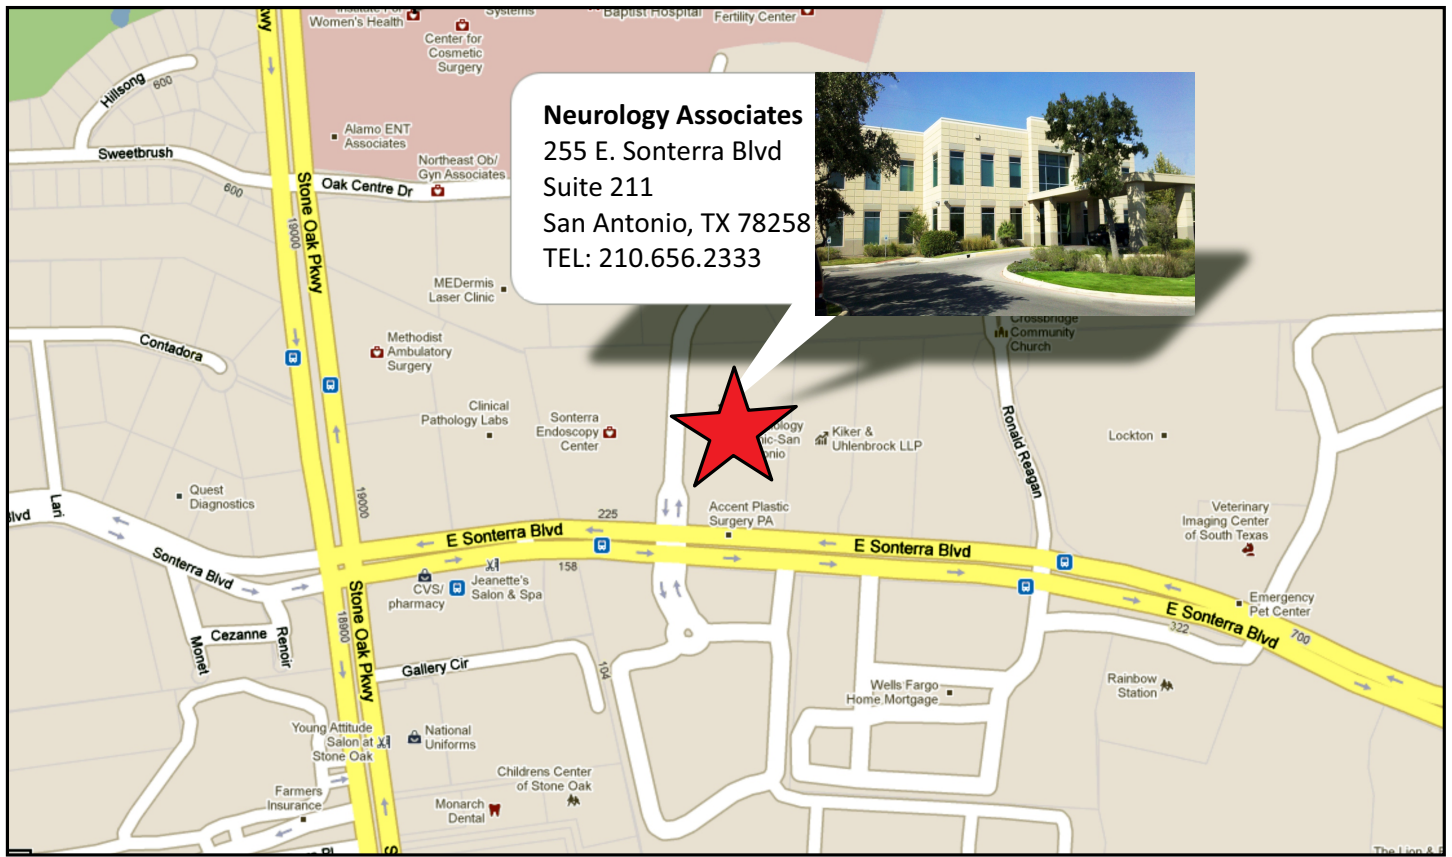 Women's Health
Systems
Baptist Hospital
Fertility Center
Center for
Cosmetic
Surgery
Hillsong
600
Alamo ENT
Associates
Northeast Ob/
Gyn Associates
Sweetbrush
600
Oak Centre Dr
Stone Oak Pkwy
19000
Neurology Associates
255 E. Sonterra Blvd
Suite 211
San Antonio, TX 78258
TEL: 210.656.2333
MEDermis
Laser Clinic
Crossbridge
Community
Church
Contadora
Methodist
Ambulatory
Surgery
Clinical
Pathology Labs
Sonterra
Endoscopy
Center
Kiker &
Uhlenbrock LLP
Ronald Reagan
Lockton
Quest
Diagnostics
Lari
Blvd
19000
Accent Plastic
Surgery PA
225
E Sonterra Blvd
E Sonterra Blvd
Veterinary
Imaging Center
of South Texas
Sonterra Blvd
158
CVS/
pharmacy
Jeanette's
Salon & Spa
Emergency
Pet Center
E Sonterra Blvd
322
700
Stone Oak Pkwy
18900
Cezanne
Monet
Renoir
Gallery Cir
104
Wells Fargo
Home Mortgage
Rainbow
Station
Young Attitude
Salon at
Stone Oak
National
Uniforms
Childrens Center
of Stone Oak
Farmers
Insurance
Monarch
Dental